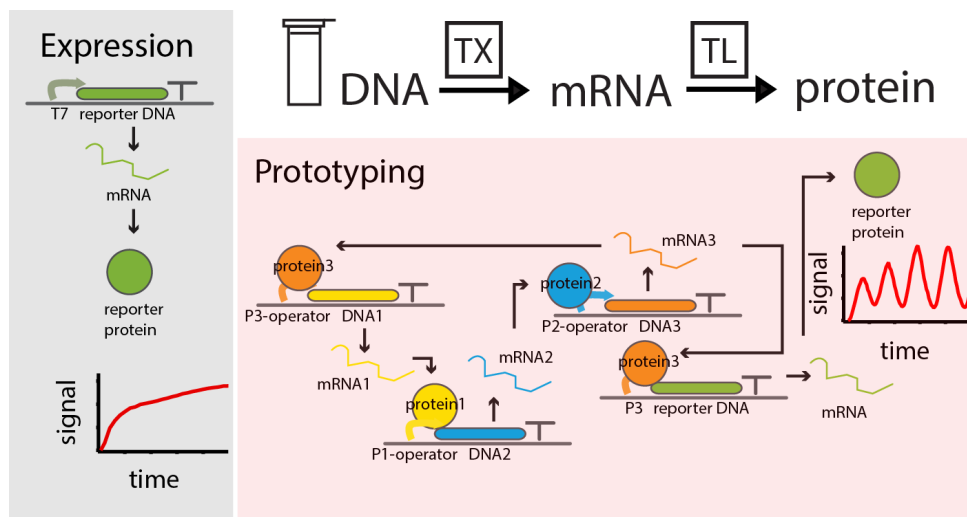 Expression
T7 reporter DNA
mRNA
reporter
protein
signal
time
TX
TL
DNA
mRNA
protein
Prototyping
protein3
P3-operator DNA1
mRNA1
protein1
P1-operator DNA2
mRNA2
protein2
P2-operator DNA3
mRNA3
protein3
P3 reporter DNA
mRNA
reporter
protein
signal
time